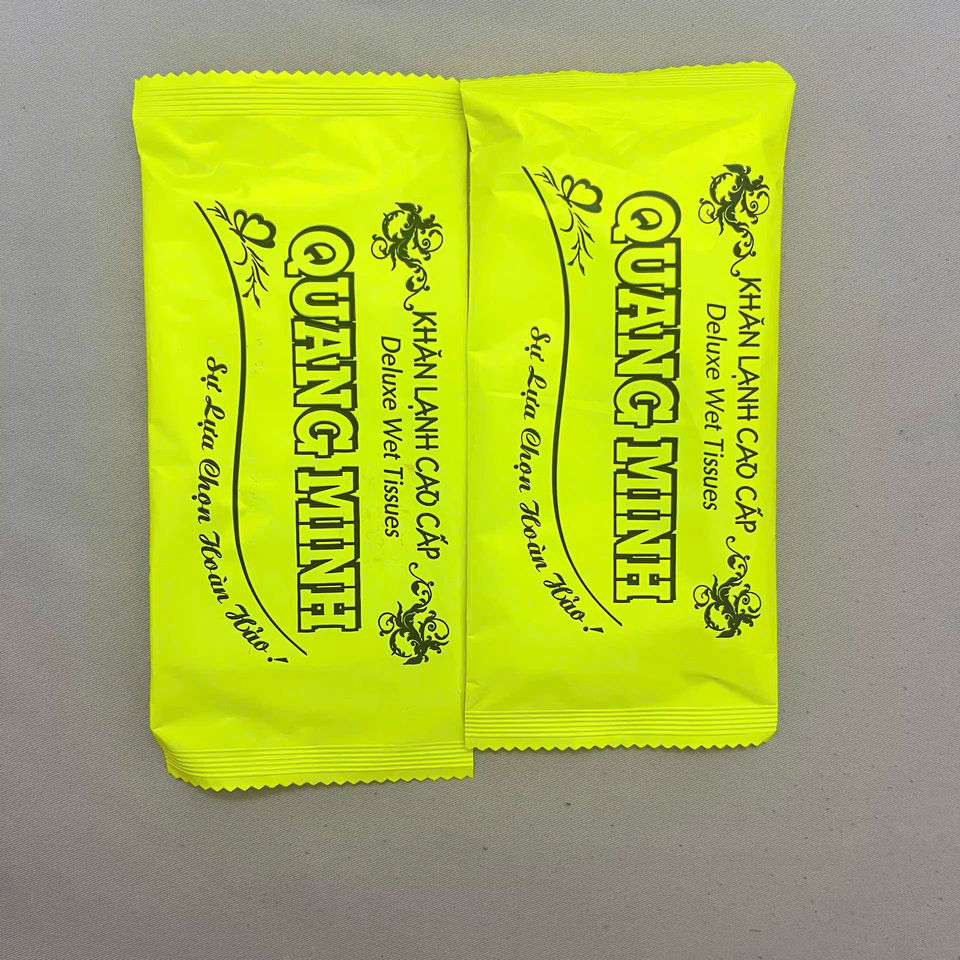 KHĂN LẠNH CAO CẤP
Deluxe Wet Tissues
QUANG MINH
Sự Lựa Chọn Hoàn Hảo !
KHĂN LẠNH CAO CẤP
Deluxe Wet Tissues
QUANG MINH
Sự Lựa Chọn Hoàn Hảo !